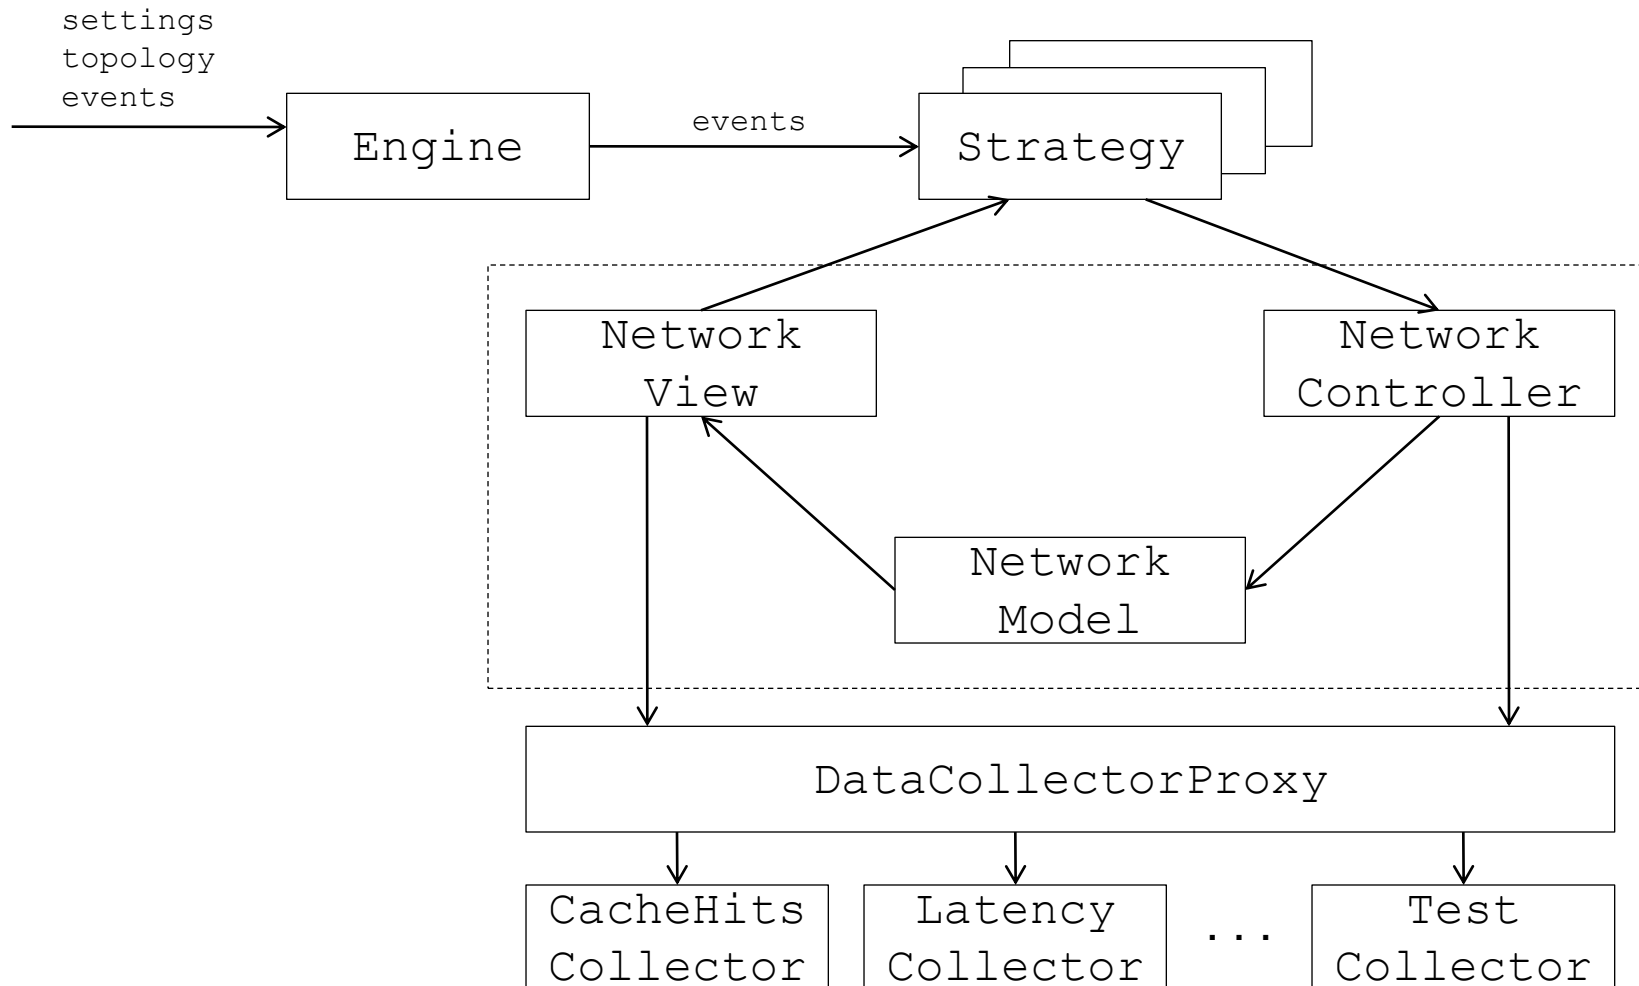 settings
topology
events
Engine
events
Strategy
Network
View
Network
Controller
Network
Model
DataCollectorProxy
CacheHits
Collector
Latency
Collector
...
Test
Collector